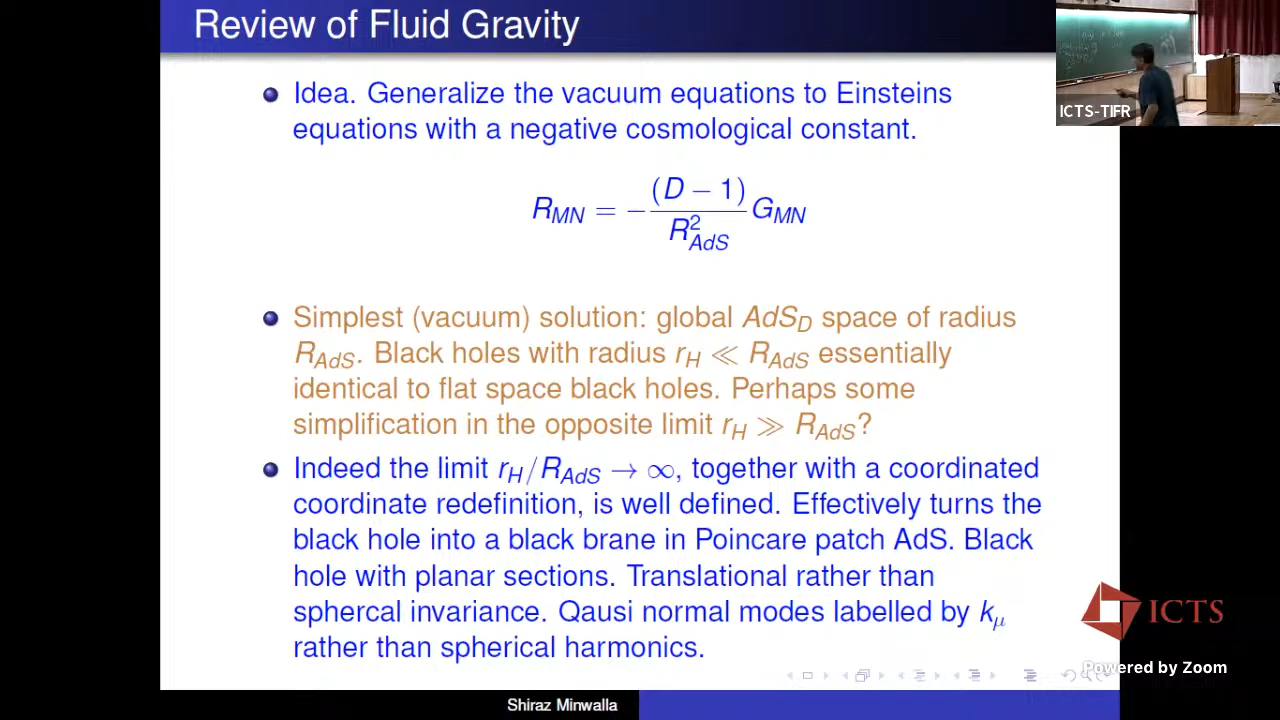 Review of Fluid Gravity
Idea. Generalize the vacuum equations to Einsteins
equations with a negative cosmological constant.
R_{MN} = -\frac{(D-1)}{R^2_{AdS}} G_{MN}
Simplest (vacuum) solution: global AdS_D space of radius
R_{AdS}. Black holes with radius r_H ≪ R_{AdS} essentially
identical to flat space black holes. Perhaps some
simplification in the opposite limit r_H ≫ R_{AdS}?
Indeed the limit r_H/R_{AdS} → ∞, together with a coordinated
coordinate redefinition, is well defined. Effectively turns the
black hole into a black brane in Poincare patch AdS. Black
hole with planar sections. Translational rather than
sphercal invariance. Qausi normal modes labelled by k_μ
rather than spherical harmonics.
Shiraz Minwalla
ICTS-TIFR
ICTS
Powered by Zoom